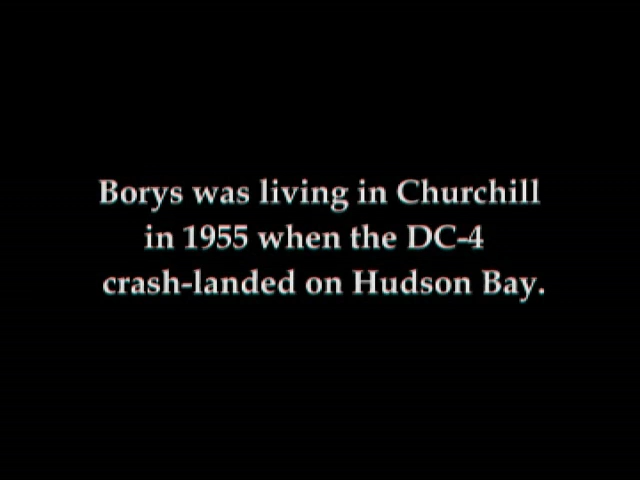 Borys was living in Churchill
in 1955 when the DC-4
crash-landed on Hudson Bay.